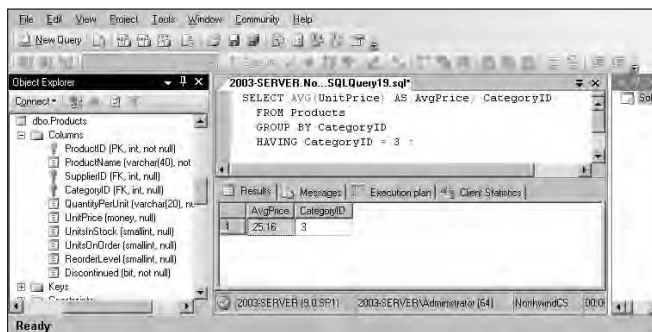 File Edit View Project Tools Window Community Help
New Query
Object Explorer
Connect
dbo.Products
Columns
ProductID (PK, int, not null)
ProductName (varchar(40), not
SupplierID (FK, int, null)
CategoryID (FK, int, null)
QuantityPerUnit (varchar(20), nu
UnitPrice (money, null)
UnitsInStock (smallint, null)
UnitsOnOrder (smallint, null)
ReorderLevel (smallint, null)
Discontinued (bit, not null)
Keys
2003-SERVER.No...SQLQuery19.sql*
SELECT AVG(UnitPrice) AS AvgPrice, CategoryID
FROM Products
GROUP BY CategoryID
HAVING CategoryID = 3 ;
Results Messages Execution plan Client Statistics
AvgPrice CategoryID
1 25.16 3
2003-SERVER (9.0 SP1) 2003-SERVER\Administrator (64) NorthwindCS 00:0
Sol
Ready